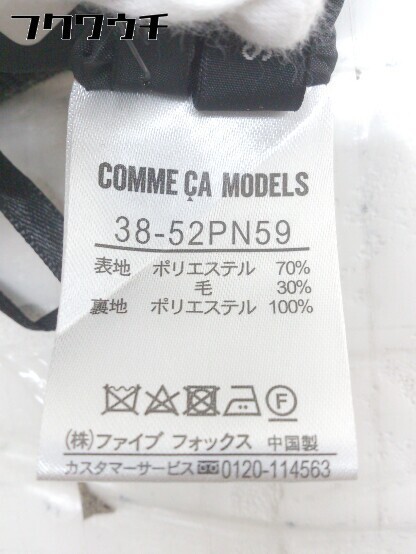 フクワウチ
COMME ÇA MODELS
38-52PN59
表地 ポリエステル 70%
毛 30%
裏地 ポリエステル 100%
(株)ファイブ フォックス 中国製
カスタマーサービス 0120-114563